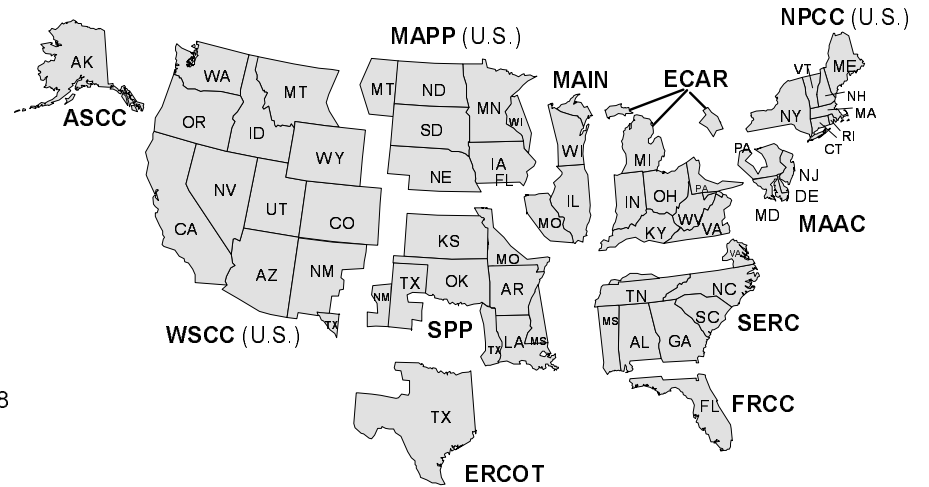 NPCC (U.S.)
MAPP (U.S.)
MAIN
ECAR
ASCC
AK
WA
MT
OR
ID
WY
NV
UT
CO
CA
AZ
NM
TX
WSCC (U.S.)
MT
ND
MN
WI
SD
IA
FL
NE
WI
IL
MO
MI
IN
OH
PA
WV
KY
VA
VT
ME
NH
NY
MA
RI
CT
PA
NJ
DE
MD
MAAC
KS
MO
NM
TX
OK
AR
TX
LA
MS
SPP
VA
TN
NC
SC
MS
AL
GA
SERC
FL
FRCC
8
TX
ERCOT